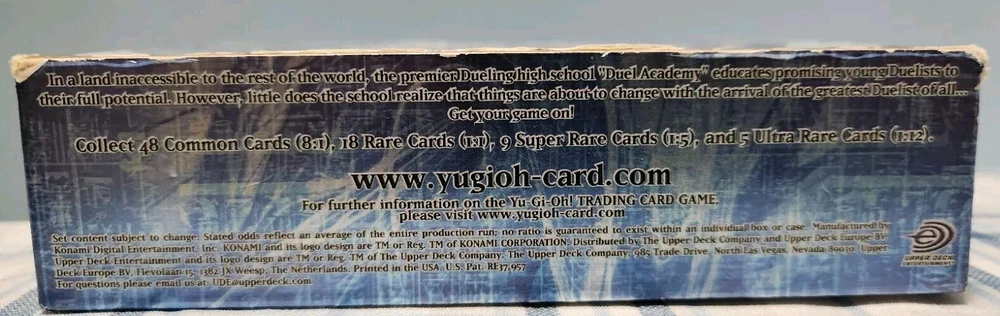 In a land inaccessible to the rest of the world, the premier Dueling high school "Duel Academy" educates promising young Duelists to
their full potential. However, little does the school realize that things are about to change with the arrival of the greatest Duelist of all...
Get your game on!
Collect 48 Common Cards (8:1), 18 Rare Cards (1:1), 9 Super Rare Cards (1:5), and 5 Ultra Rare Cards (1:12).
www.yugioh-card.com
For further information on the Yu-Gi-Oh! TRADING CARD GAME,
please visit www.yugioh-card.com
Set content subject to change. Stated odds reflect an average of the entire production run; no ratio is guaranteed to exist within an individual box or case. Manufactured by
Konami Digital Entertainment, Inc. KONAMI and its logo design are TM or Reg. TM of KONAMI CORPORATION. Distributed by The Upper Deck Company and Upper Deck Europe BV.
Upper Deck Entertainment and its logo design are TM or Reg. TM of The Upper Deck Company. The Upper Deck Company, 985 Trade Drive, North Las Vegas, Nevada 89030. Upper
Deck Europe BV, Flevolaan 15, 1382 JX Weesp, The Netherlands. Printed in the USA. U.S. Pat. RE37,957
For questions please email us at: UDE@upperdeck.com
UPPER DECK
ENTERTAINMENT